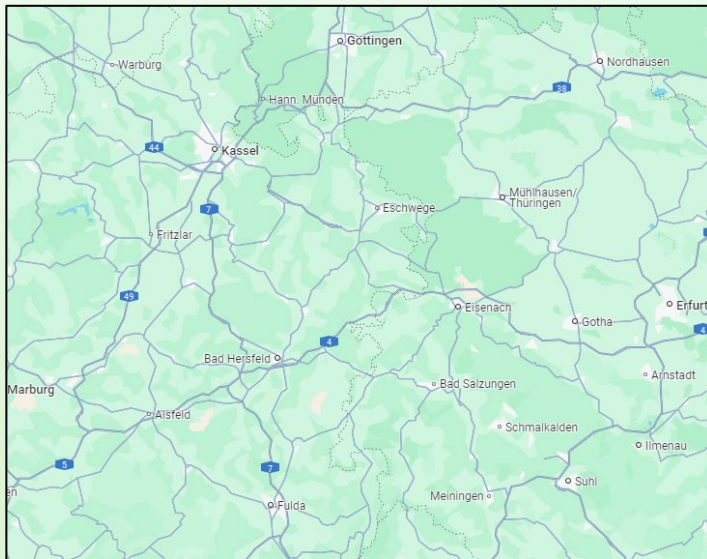 Göttingen
Warburg
Nordhausen
38
Hann. Münden
44
Kassel
Mühlhausen/
Thüringen
7
Eschwege
Fritzlar
49
Eisenach
Erfurt
Gotha
4
4
Bad Hersfeld
Arnstadt
Bad Salzungen
Marburg
Alsfeld
Schmalkalden
Ilmenau
5
7
Suhl
Meiningen
Fulda